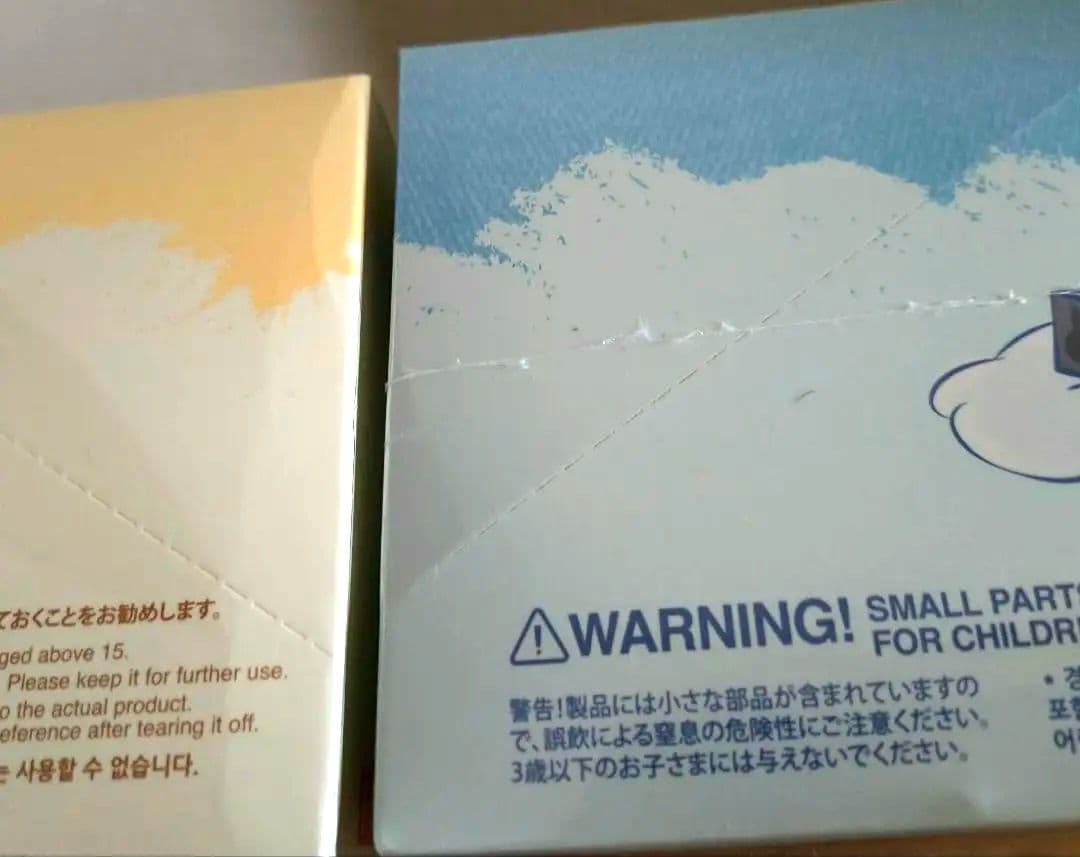 ておくことをお勧めします。
ged above 15.
Please keep it for further use.
o the actual product.
eference after tearing it off.
는 사용할 수 없습니다.
WARNING! SMALL PARTS
FOR CHILDRE
警告!製品には小さな部品が含まれていますの
で、誤飲による窒息の危険性にご注意ください。
3歳以下のお子さまには与えないでください。
• 경
포함
어